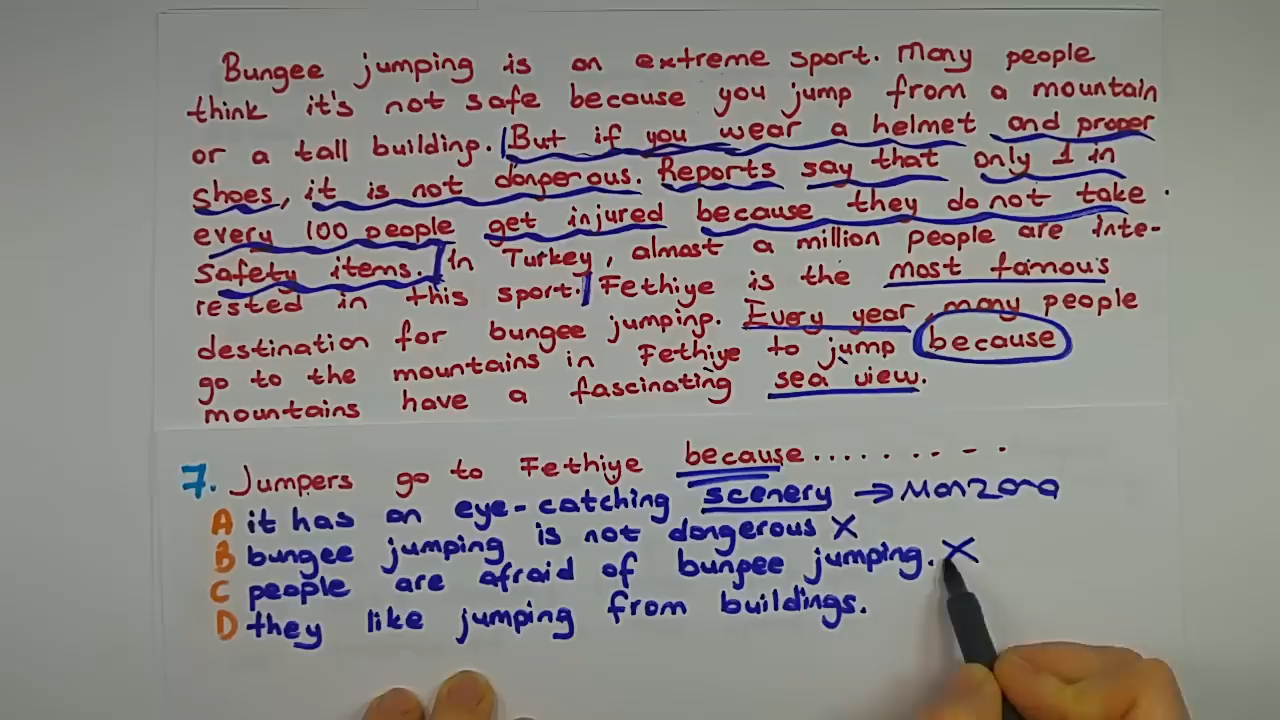 Bungee jumping is an extreme sport. Many people
think it's not safe because you jump from a mountain
or a tall building. But if you wear a helmet and proper
shoes, it is not dangerous. Reports say that only 1 in
every 100 people get injured because they do not take
safety items. In Turkey, almost a million people are inte-
rested in this sport. Fethiye is the most famous
destination for bungee jumping. Every year, many people
go to the mountains in Fethiye to jump because
mountains have a fascinating sea view.
7. Jumpers go to Fethiye because..........
A it has an eye-catching scenery → Manzara
B bungee jumping is not dangerous X
C people are afraid of bungee jumping. X
D they like jumping from buildings.